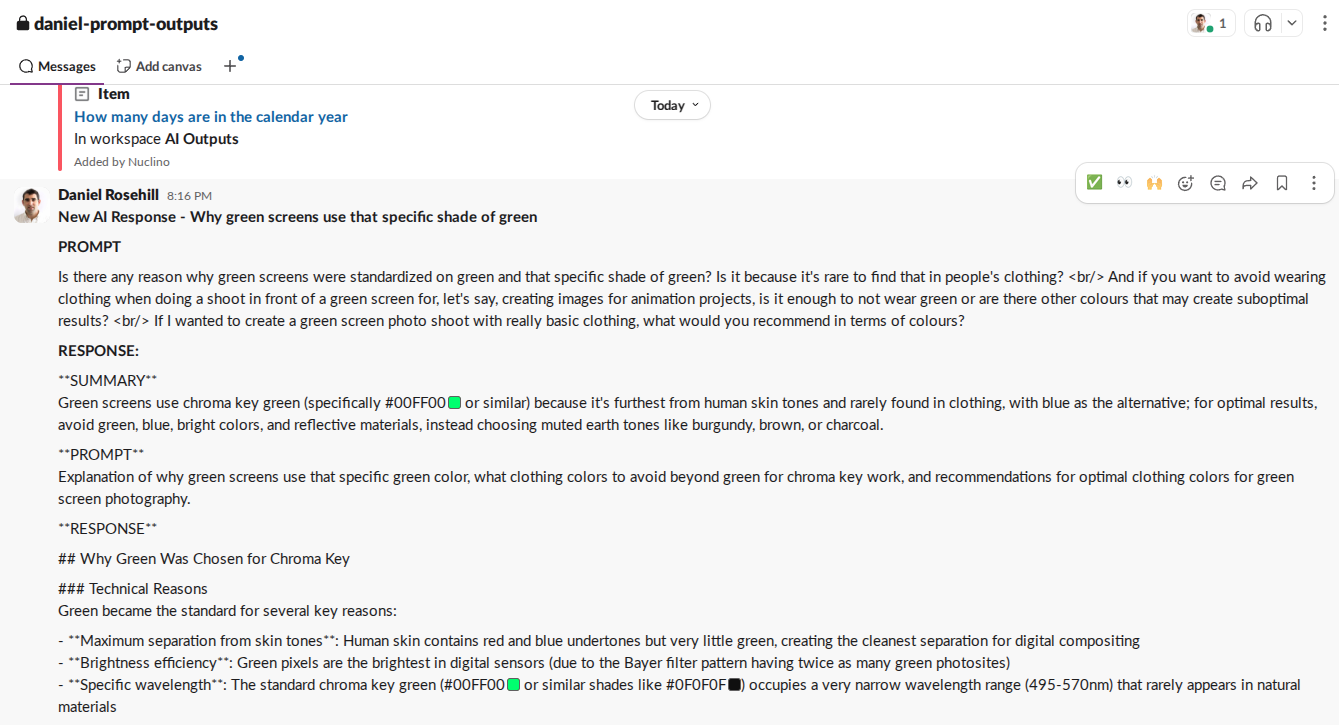 daniel-prompt-outputs
1
Messages
Add canvas
Item
How many days are in the calendar year
In workspace AI Outputs
Added by Nuclino
Today
Daniel Rosehill 8:16 PM
New AI Response - Why green screens use that specific shade of green
PROMPT
Is there any reason why green screens were standardized on green and that specific shade of green? Is it because it's rare to find that in people's clothing? <br/> And if you want to avoid wearing
clothing when doing a shoot in front of a green screen for, let's say, creating images for animation projects, is it enough to not wear green or are there other colours that may create suboptimal
results? <br/> If I wanted to create a green screen photo shoot with really basic clothing, what would you recommend in terms of colours?
RESPONSE:
**SUMMARY**
Green screens use chroma key green (specifically #00FF00 or similar) because it's furthest from human skin tones and rarely found in clothing, with blue as the alternative; for optimal results,
avoid green, blue, bright colors, and reflective materials, instead choosing muted earth tones like burgundy, brown, or charcoal.
**PROMPT**
Explanation of why green screens use that specific green color, what clothing colors to avoid beyond green for chroma key work, and recommendations for optimal clothing colors for green
screen photography.
**RESPONSE**
## Why Green Was Chosen for Chroma Key
### Technical Reasons
Green became the standard for several key reasons:
- **Maximum separation from skin tones**: Human skin contains red and blue undertones but very little green, creating the cleanest separation for digital compositing
- **Brightness efficiency**: Green pixels are the brightest in digital sensors (due to the Bayer filter pattern having twice as many green photosites)
- **Specific wavelength**: The standard chroma key green (#00FF00 or similar shades like #0F0F0F) occupies a very narrow wavelength range (495-570nm) that rarely appears in natural
materials